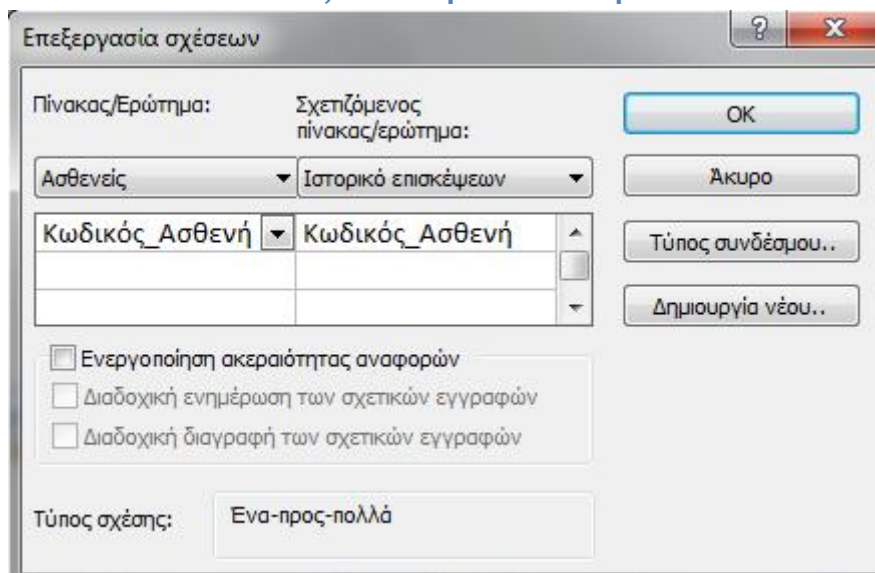 Επεξεργασία σχέσεων
Πίνακας/Ερώτημα:
Σχετιζόμενος
πίνακας/ερώτημα:
OK
Ασθενείς
Ιστορικό επισκέψεων
Άκυρο
Κωδικός_Ασθενή
Κωδικός_Ασθενή
Τύπος συνδέσμου..
Δημιουργία νέου..
Ενεργοποίηση ακεραιότητας αναφορών
Διαδοχική ενημέρωση των σχετικών εγγραφών
Διαδοχική διαγραφή των σχετικών εγγραφών
Τύπος σχέσης:
Ένα-προς-πολλά